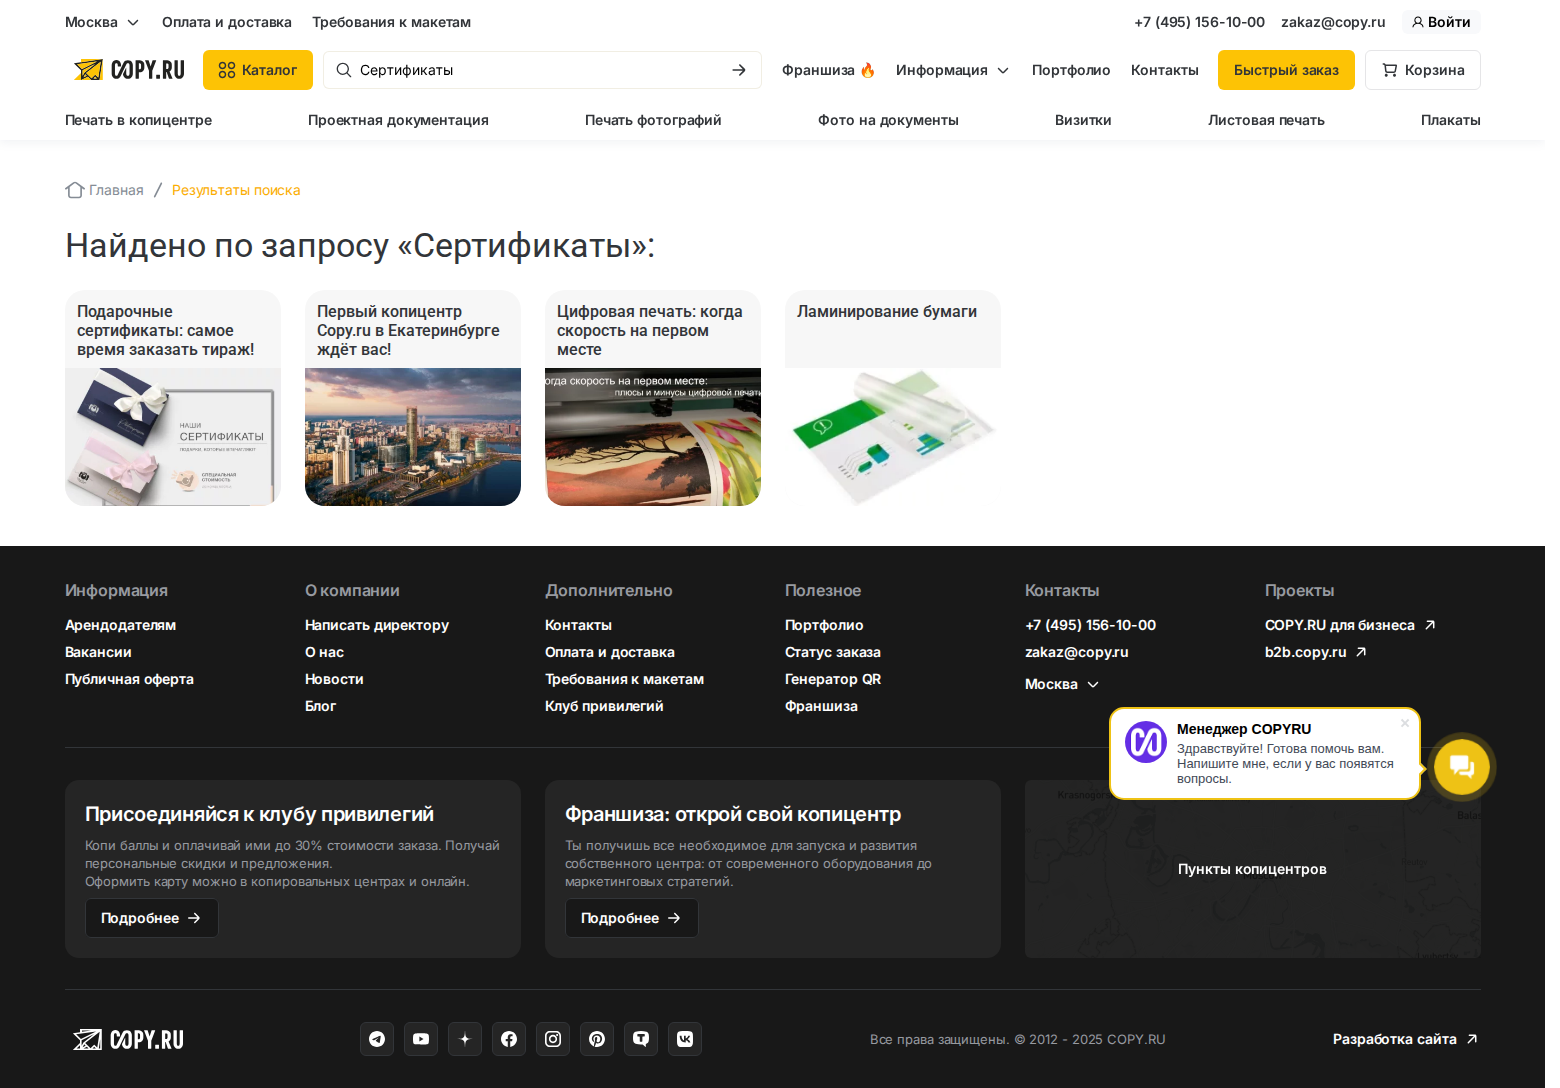 Москва
Оплата и доставка
Требования к макетам
+7 (495) 156-10-00
zakaz@copy.ru
Войти
COPY.RU
Каталог
Сертификаты
Франшиза 🔥
Информация
Портфолио
Контакты
Быстрый заказ
Корзина
Печать в копицентре
Проектная документация
Печать фотографий
Фото на документы
Визитки
Листовая печать
Плакаты
Главная / Результаты поиска
Найдено по запросу «Сертификаты»:
Подарочные
сертификаты: самое
время заказать тираж!
НАШИ
СЕРТИФИКАТЫ
ПОДАРКИ, КОТОРЫЕ ВПЕЧАТЛЯЮТ
СПЕЦИАЛЬНАЯ
СТОИМОСТЬ
Первый копицентр
Copy.ru в Екатеринбурге
ждёт вас!
Цифровая печать: когда
скорость на первом
месте
огда скорость на первом месте:
плюсы и минусы цифровой печати
Ламинирование бумаги
Информация
Арендодателям
Вакансии
Публичная оферта
О компании
Написать директору
О нас
Новости
Блог
Дополнительно
Контакты
Оплата и доставка
Требования к макетам
Клуб привилегий
Полезное
Портфолио
Статус заказа
Генератор QR
Франшиза
Контакты
+7 (495) 156-10-00
zakaz@copy.ru
Москва
Проекты
COPY.RU для бизнеса
b2b.copy.ru
Менеджер COPYRU
Здравствуйте! Готова помочь вам.
Напишите мне, если у вас появятся
вопросы.
Присоединяйся к клубу привилегий
Копи баллы и оплачивай ими до 30% стоимости заказа. Получай
персональные скидки и предложения.
Оформить карту можно в копировальных центрах и онлайн.
Подробнее
Франшиза: открой свой копицентр
Ты получишь все необходимое для запуска и развития
собственного центра: от современного оборудования до
маркетинговых стратегий.
Подробнее
Пункты копицентров
COPY.RU
Все права защищены. © 2012 - 2025 COPY.RU
Разработка сайта